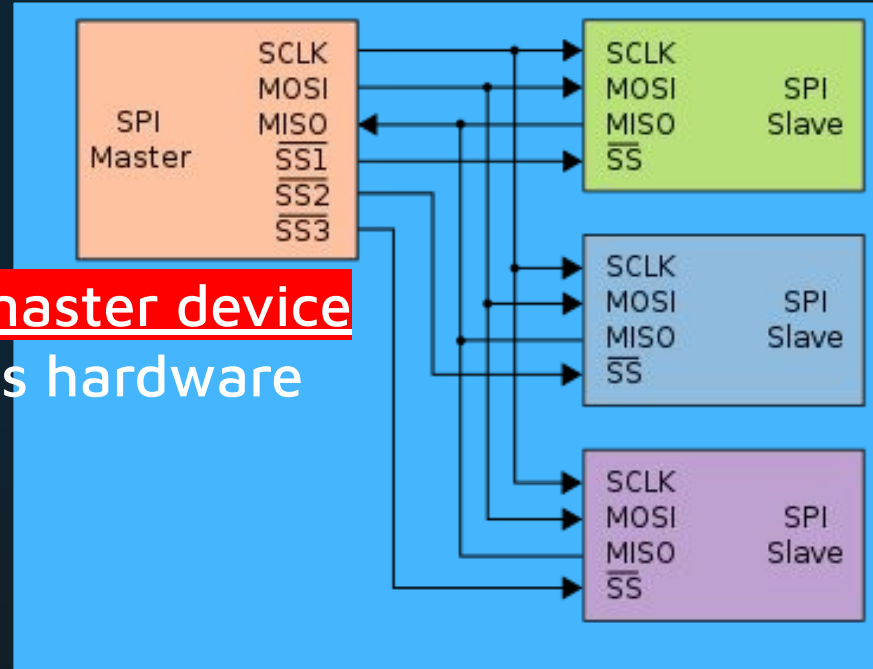 SCLK
MOSI
SPI MISO
Master SS1
SS2
SS3
SCLK
MOSI SPI
MISO Slave
SS
master device
s hardware
SCLK
MOSI SPI
MISO Slave
SS
SCLK
MOSI SPI
MISO Slave
SS